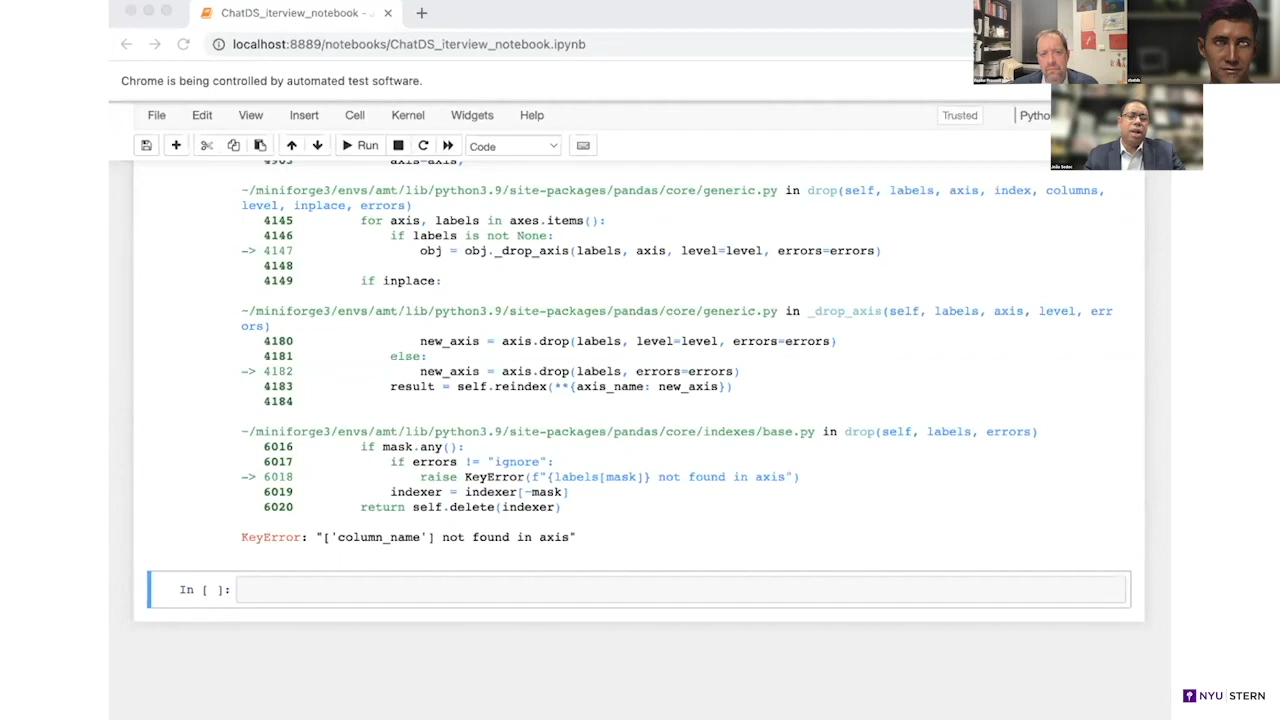 ChatDS_iterview_notebook -
localhost:8889/notebooks/ChatDS_iterview_notebook.ipynb
Chrome is being controlled by automated test software.
File Edit View Insert Cell Kernel Widgets Help Trusted Pytho
Run Code
4903 axis=axis,
~/miniforge3/envs/amt/lib/python3.9/site-packages/pandas/core/generic.py in drop(self, labels, axis, index, columns,
level, inplace, errors)
4145 for axis, labels in axes.items():
4146 if labels is not None:
-> 4147 obj = obj._drop_axis(labels, axis, level=level, errors=errors)
4148
4149 if inplace:
~/miniforge3/envs/amt/lib/python3.9/site-packages/pandas/core/generic.py in _drop_axis(self, labels, axis, level, err
ors)
4180 new_axis = axis.drop(labels, level=level, errors=errors)
4181 else:
-> 4182 new_axis = axis.drop(labels, errors=errors)
4183 result = self.reindex(**{axis_name: new_axis})
4184
~/miniforge3/envs/amt/lib/python3.9/site-packages/pandas/core/indexes/base.py in drop(self, labels, errors)
6016 if mask.any():
6017 if errors != "ignore":
-> 6018 raise KeyError(f"{labels[mask]} not found in axis")
6019 indexer = indexer[~mask]
6020 return self.delete(indexer)
KeyError: "['column_name'] not found in axis"
In [ ]:
João Sedoc
NYU STERN